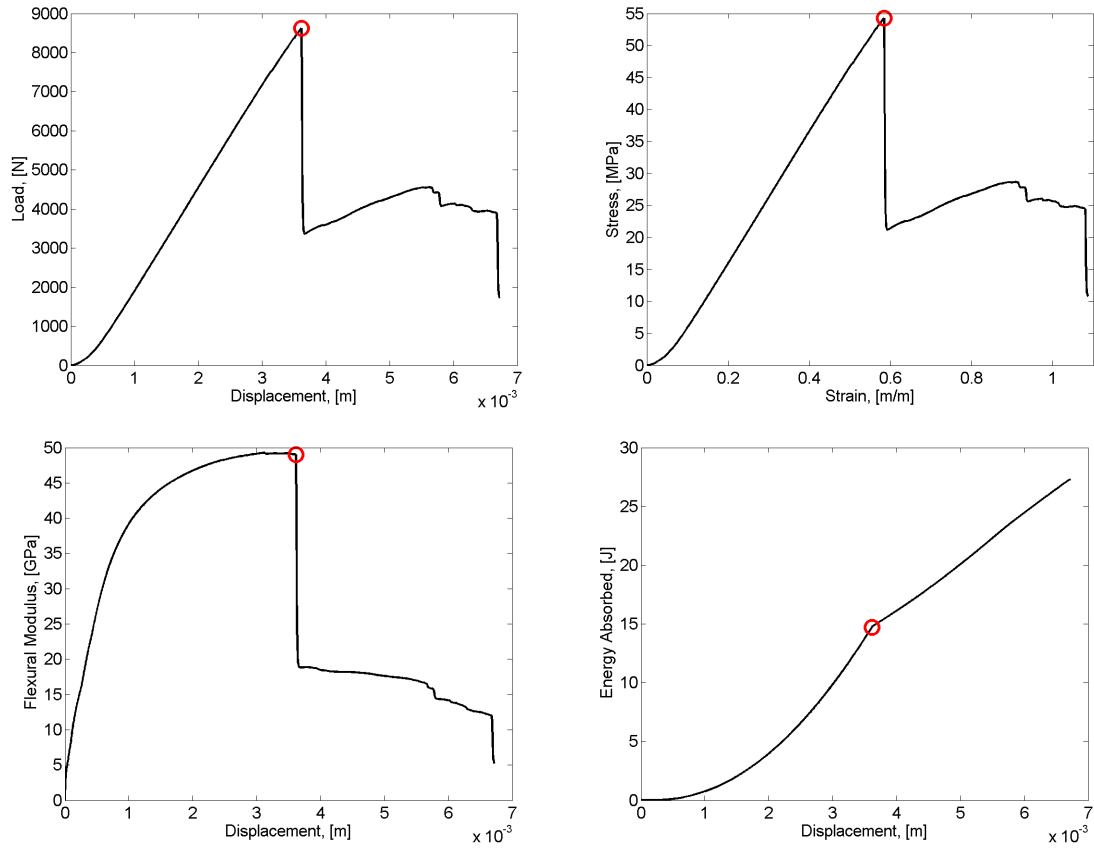 9000
8000
7000
6000
5000
4000
3000
2000
1000
0
Load, [N]
0 1 2 3 4 5 6 7
Displacement, [m]
x 10⁻³
55
50
45
40
35
30
25
20
15
10
5
0
Stress, [MPa]
0 0.2 0.4 0.6 0.8 1
Strain, [m/m]
50
45
40
35
30
25
20
15
10
5
0
Flexural Modulus, [GPa]
0 1 2 3 4 5 6 7
Displacement, [m]
x 10⁻³
30
25
20
15
10
5
0
Energy Absorbed, [J]
0 1 2 3 4 5 6 7
Displacement, [m]
x 10⁻³